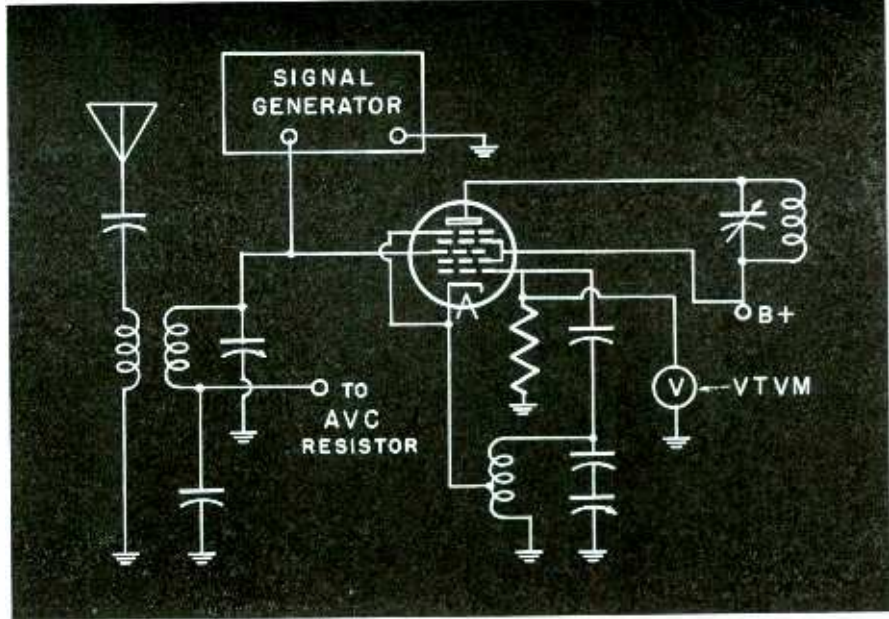 SIGNAL
GENERATOR
B+
V
VTVM
TO
AVC
RESISTOR